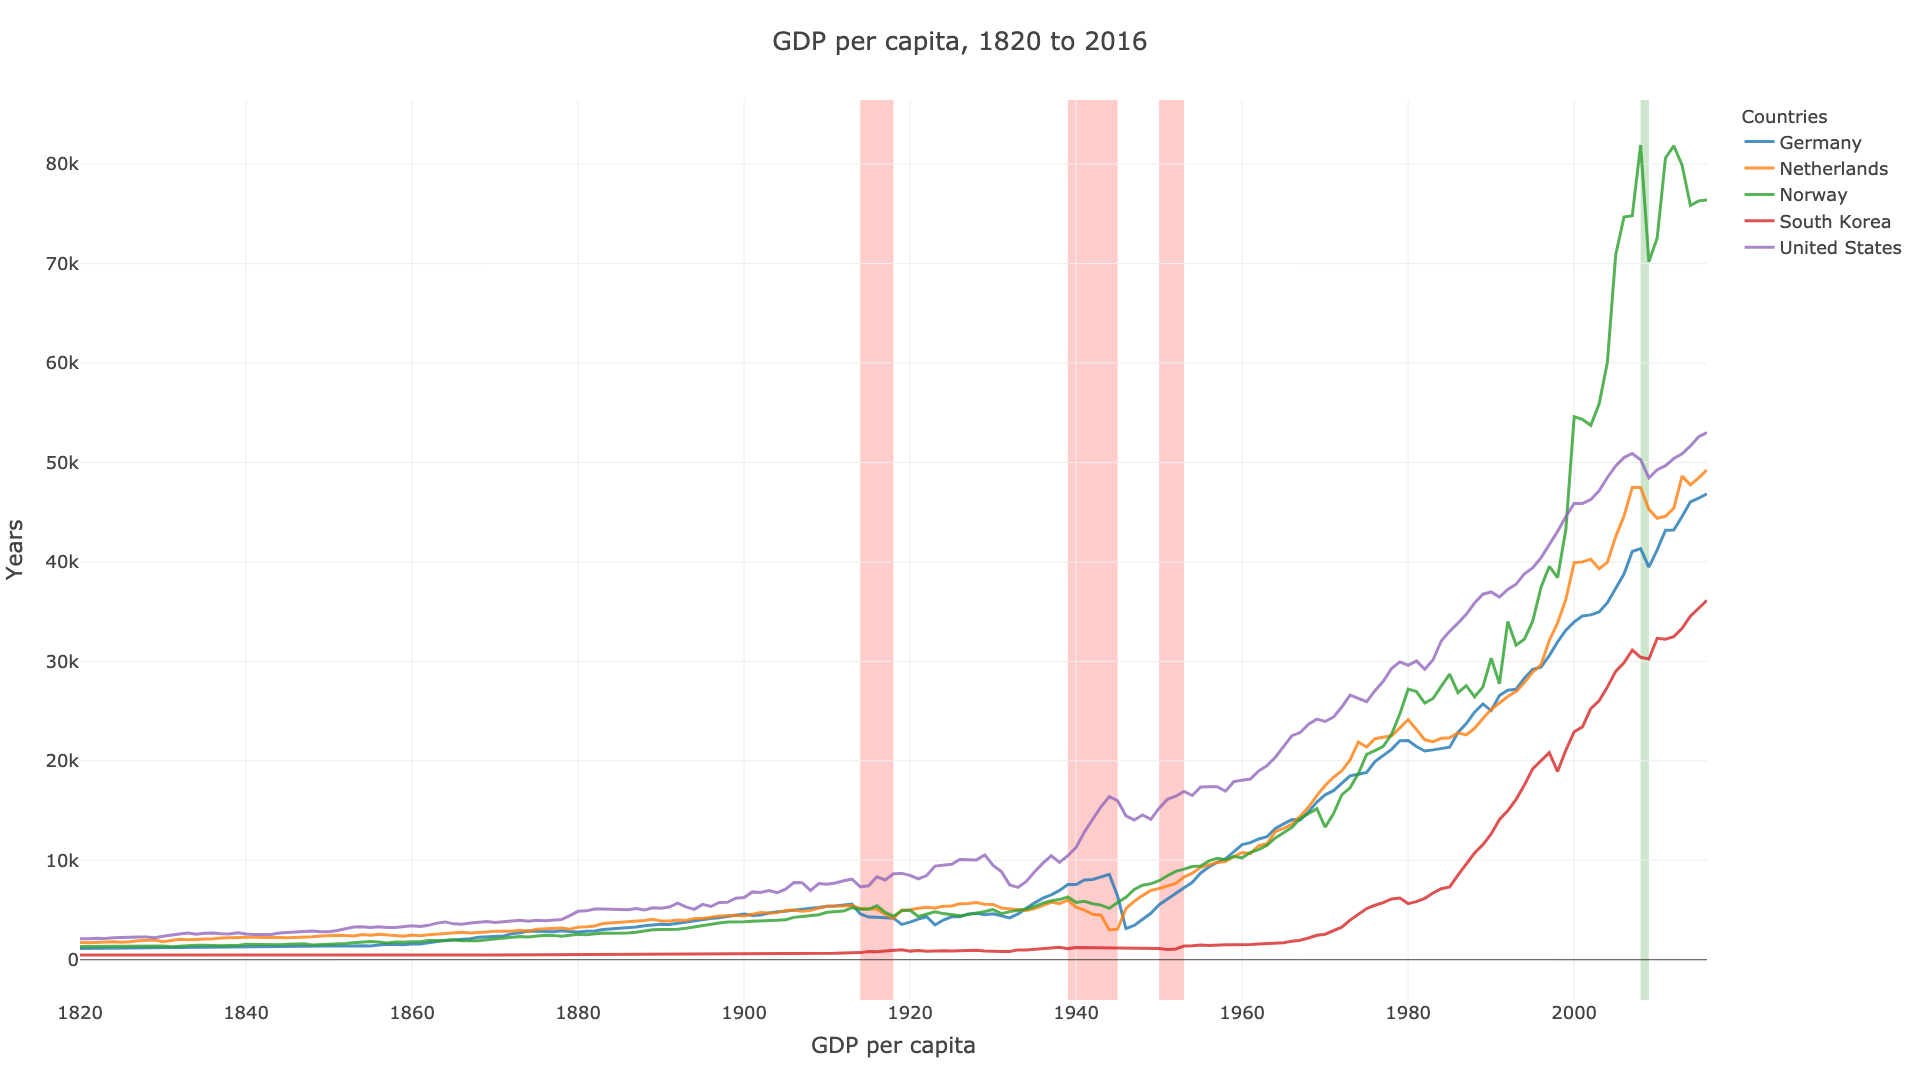 GDP per capita, 1820 to 2016
Countries
Germany
Netherlands
Norway
South Korea
United States
80k
70k
60k
50k
40k
30k
20k
10k
0
Years
1820 1840 1860 1880 1900 1920 1940 1960 1980 2000
GDP per capita